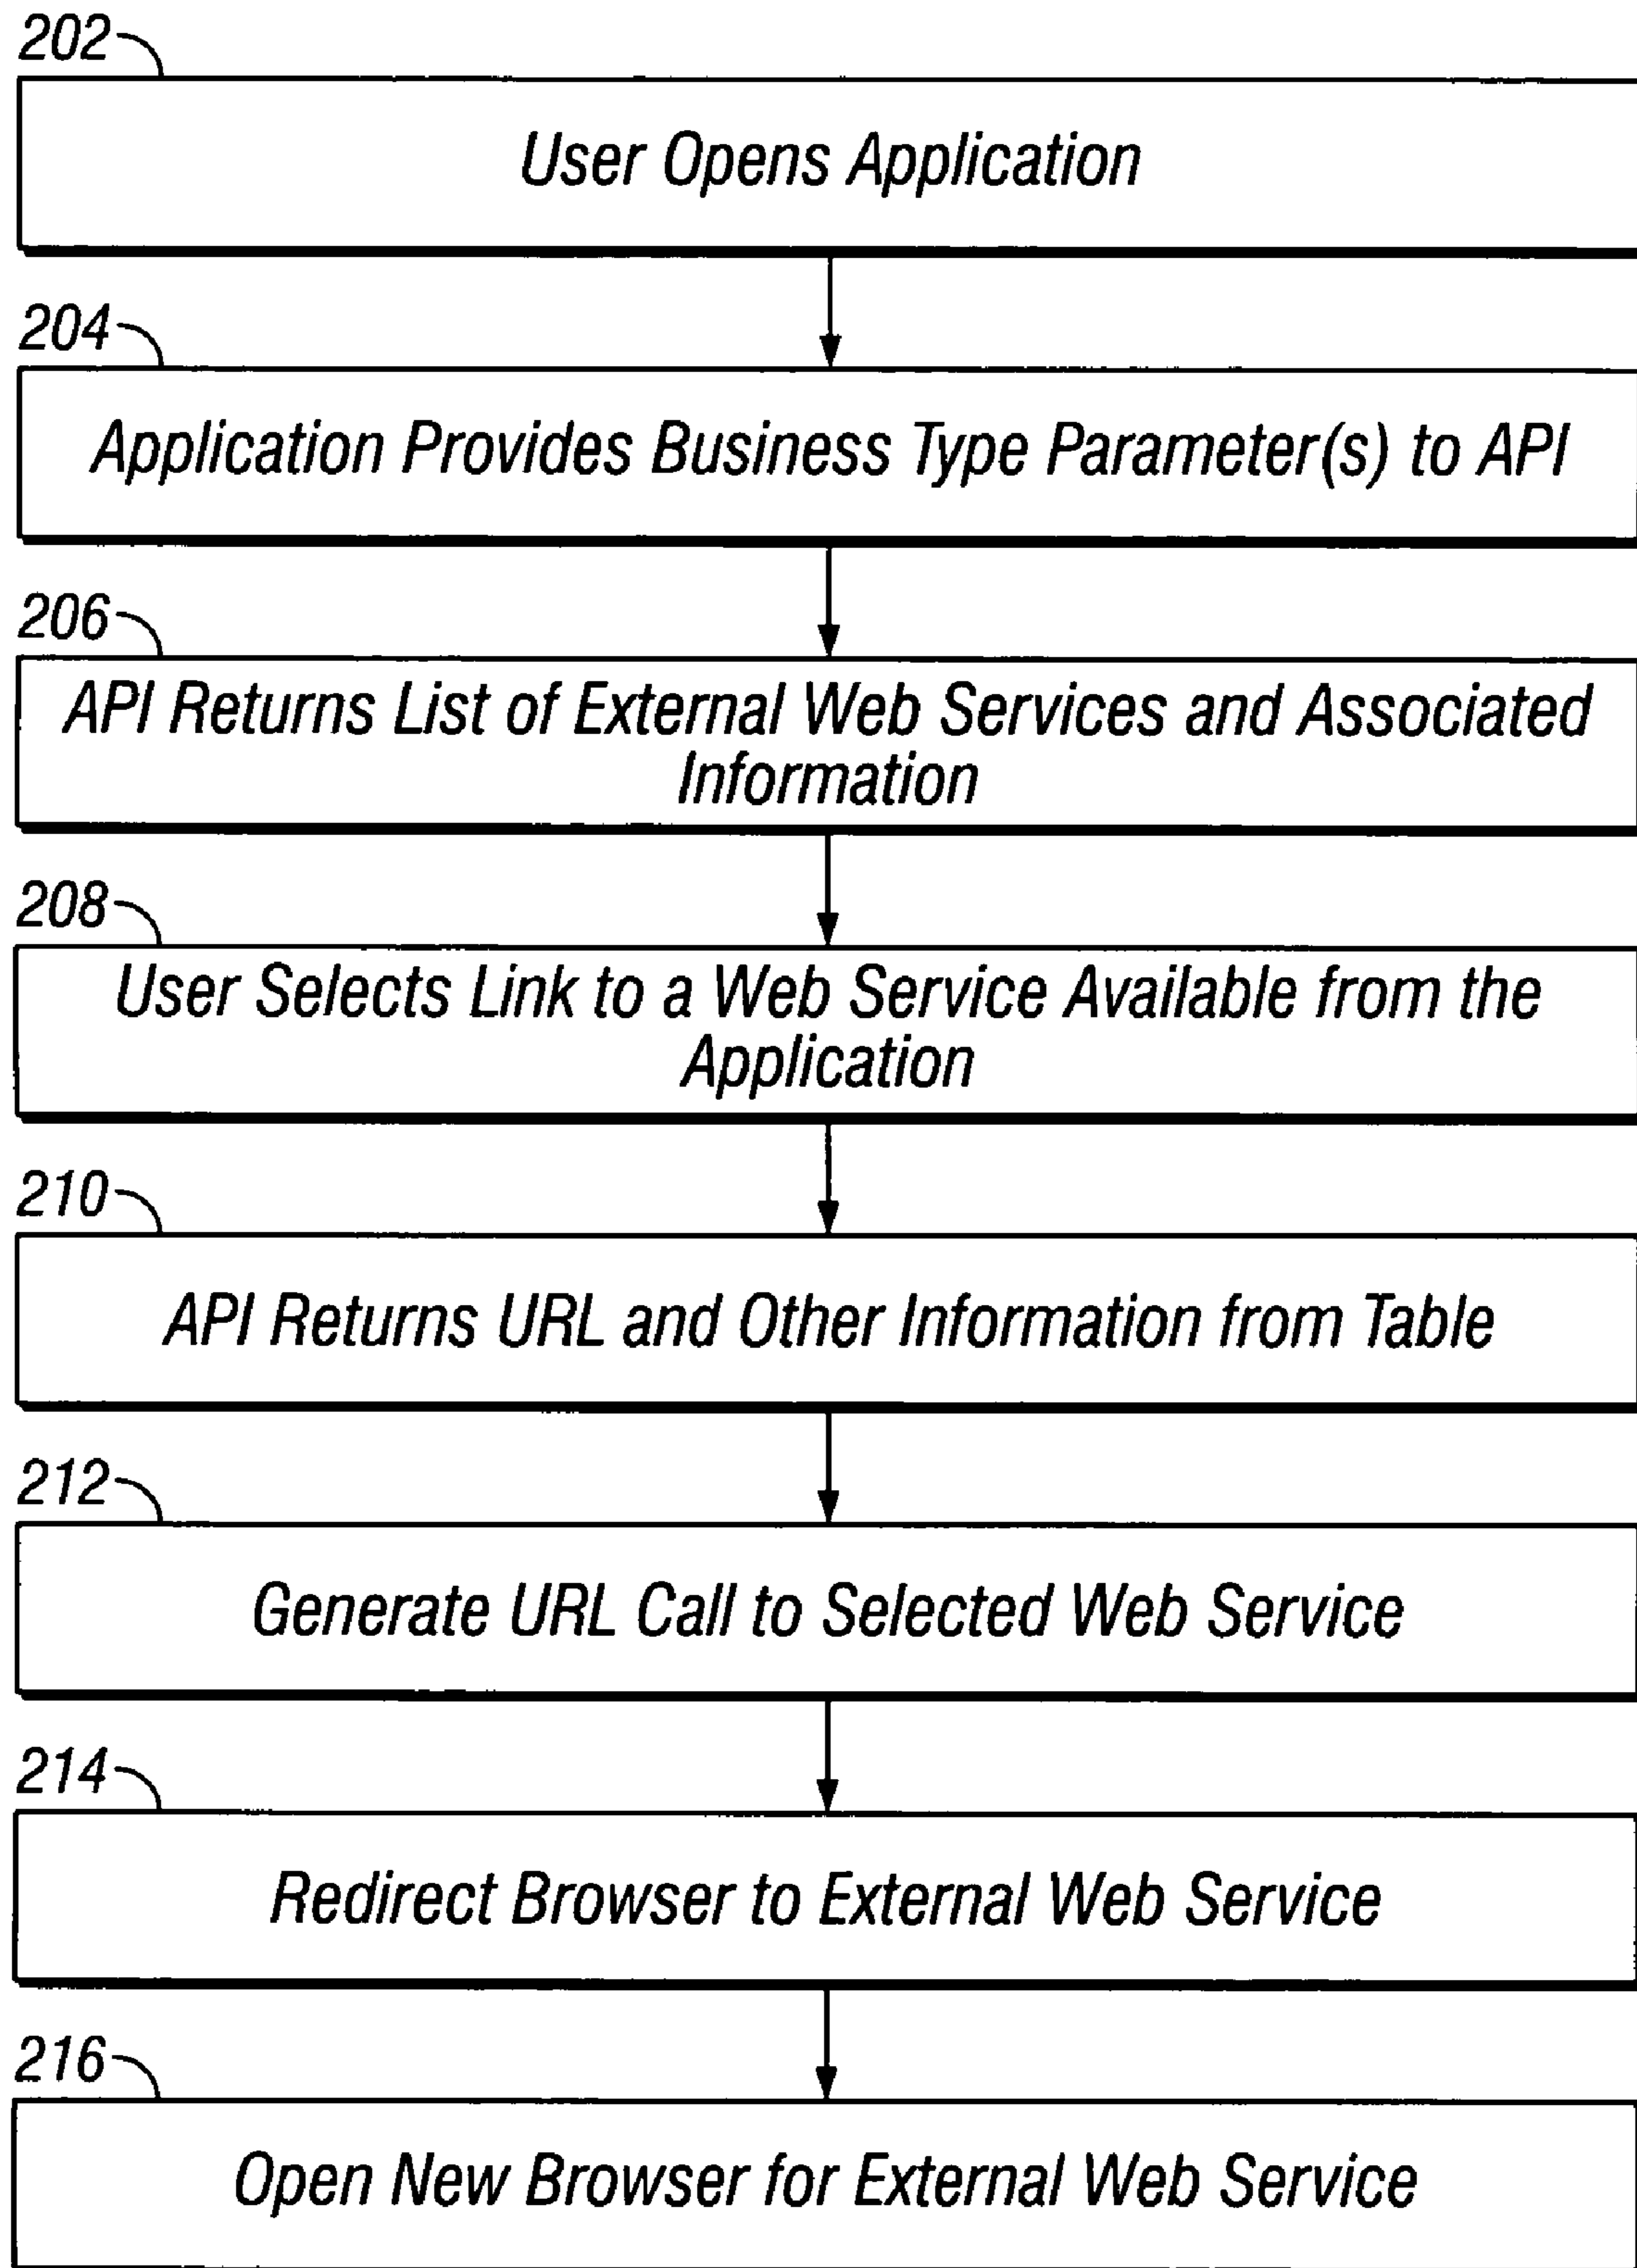 202
User Opens Application
204
Application Provides Business Type Parameter(s) to API
206
API Returns List of External Web Services and Associated
Information
208
User Selects Link to a Web Service Available from the
Application
210
API Returns URL and Other Information from Table
212
Generate URL Call to Selected Web Service
214
Redirect Browser to External Web Service
216
Open New Browser for External Web Service